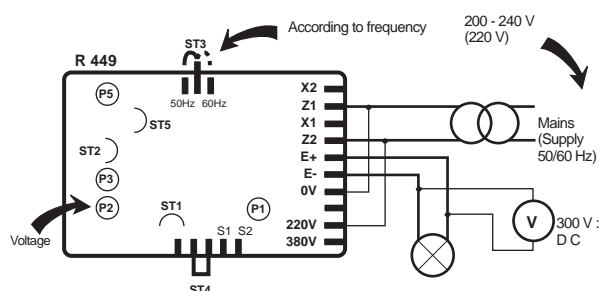 According to frequency
200 - 240 V
(220 V)
ST3
R 449
50Hz 60Hz
P5
ST5
ST2
P3
P2
Voltage
ST1
P1
S1 S2
ST4
X2
Z1
X1
Z2
E+
E-
0V
220V
380V
Mains
(Supply
50/60 Hz)
V
300 V :
D C